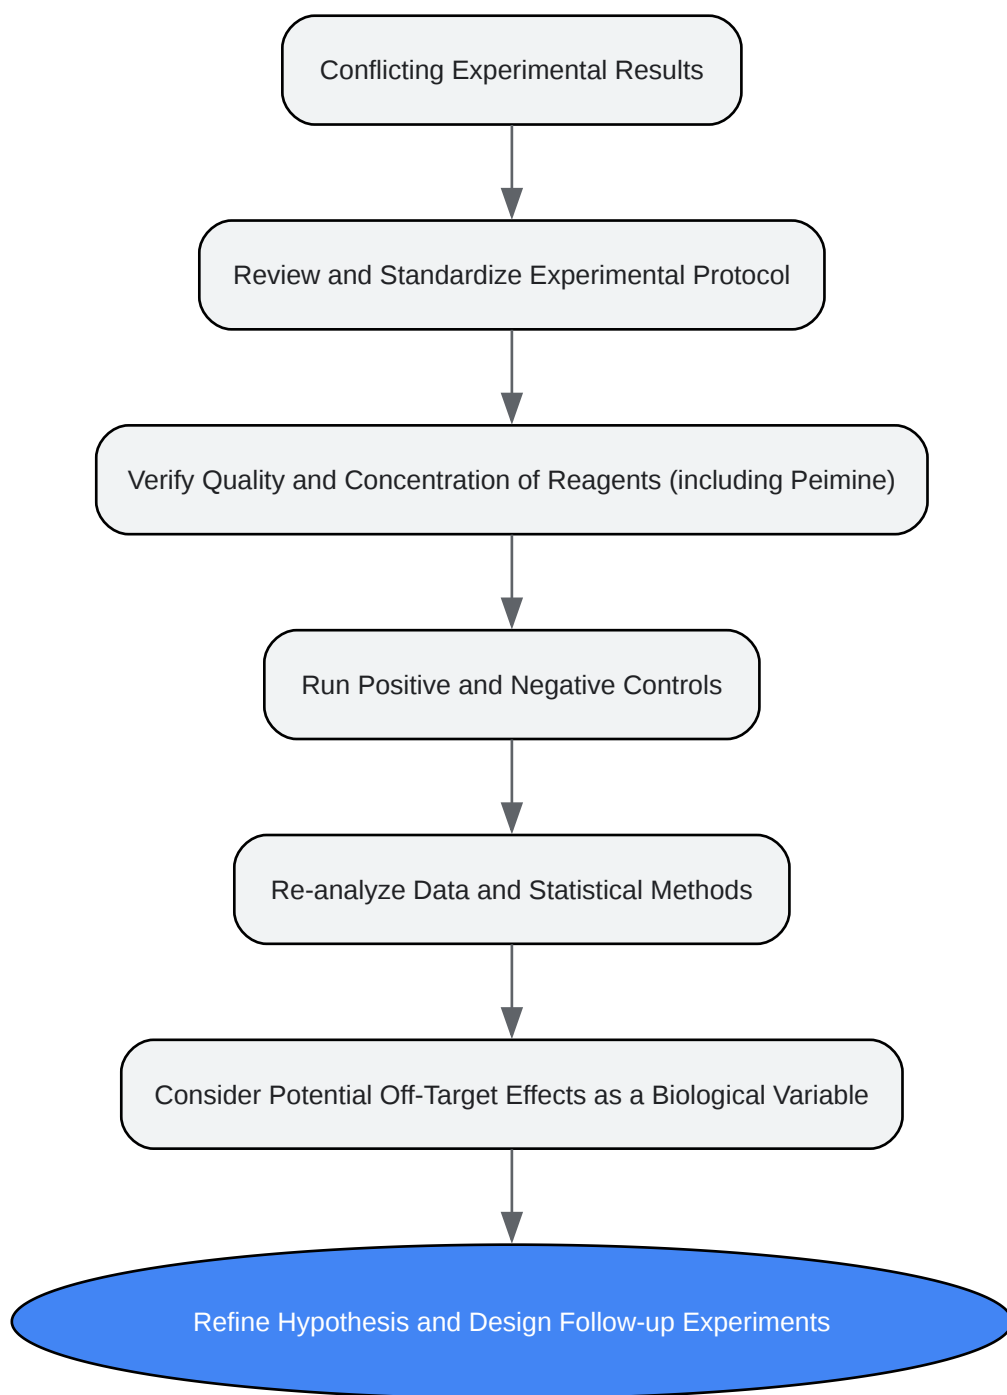 Conflicting Experimental Results
Review and Standardize Experimental Protocol
Verify Quality and Concentration of Reagents (including Peimine)
Run Positive and Negative Controls
Re-analyze Data and Statistical Methods
Consider Potential Off-Target Effects as a Biological Variable
Refine Hypothesis and Design Follow-up Experiments